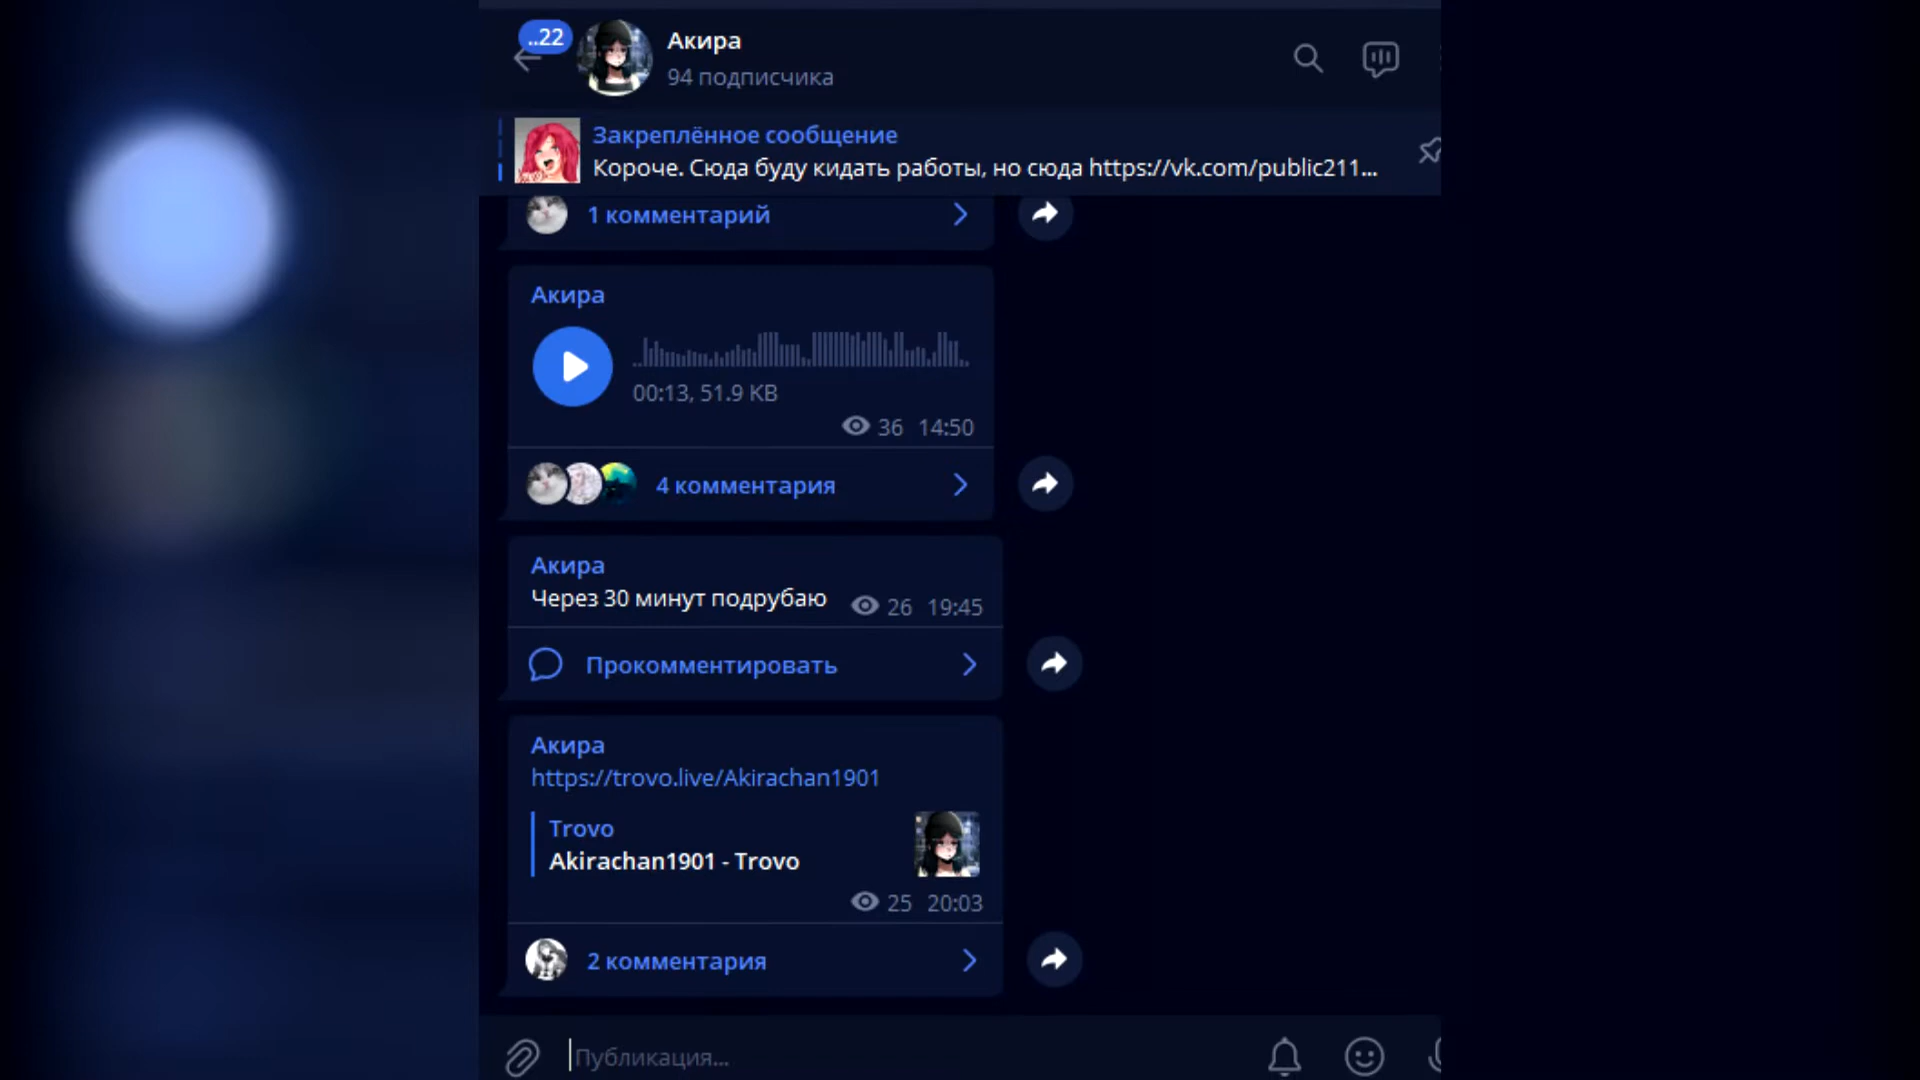 ..22
Акира
94 подписчика
Закреплённое сообщение
Короче. Сюда буду кидать работы, но сюда https://vk.com/public211...
1 комментарий
Акира
00:13, 51.9 KB
36 14:50
4 комментария
Акира
Через 30 минут подрубаю 26 19:45
Прокомментировать
Акира
https://trovo.live/Akirachan1901
Trovo
Akirachan1901 - Trovo
25 20:03
2 комментария
Публикация...